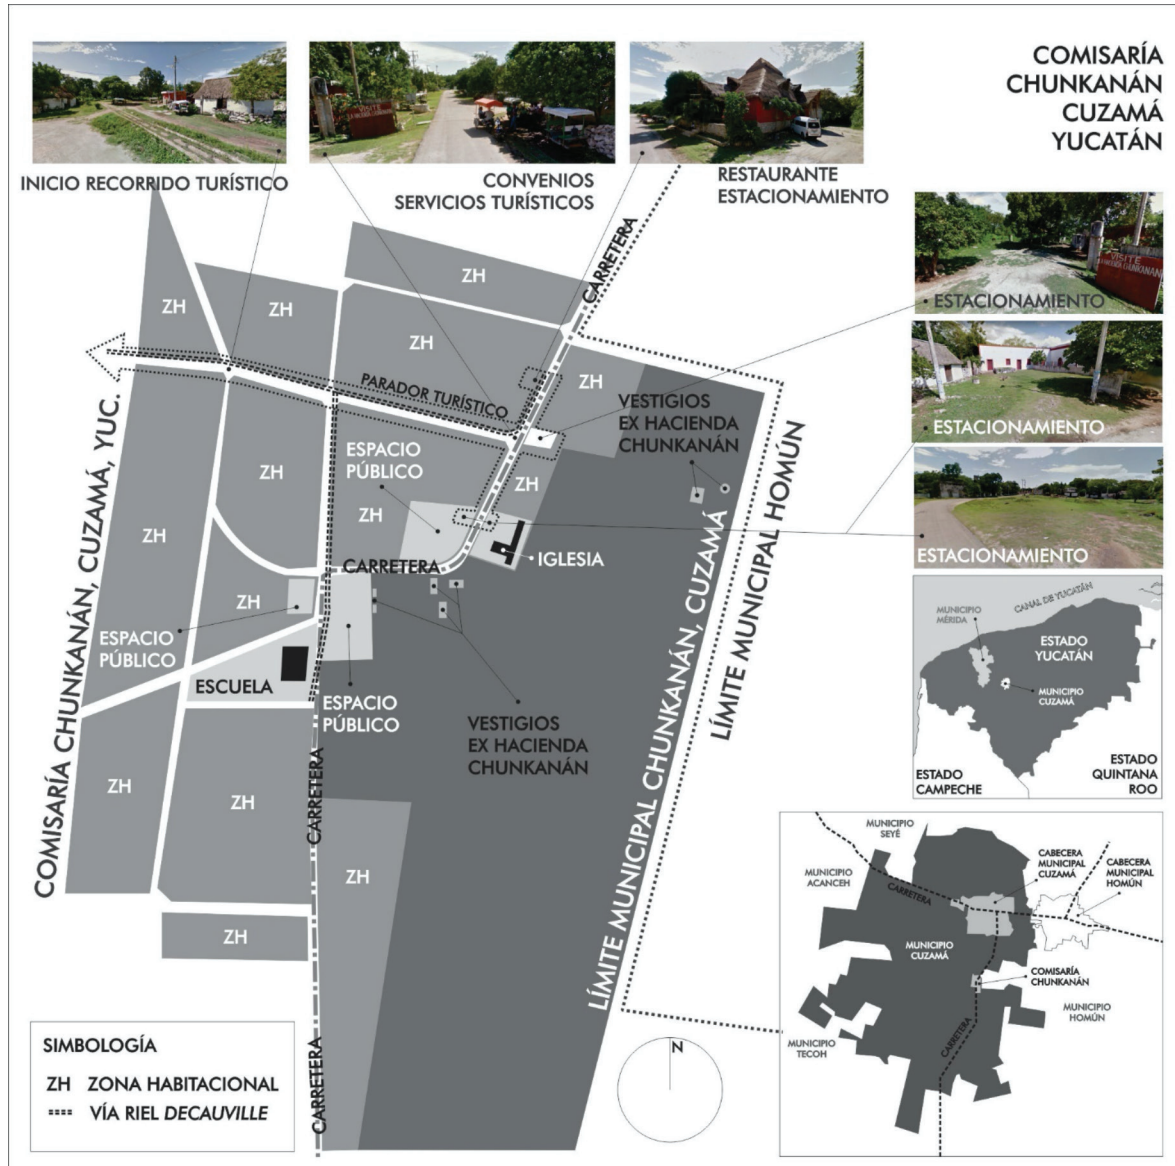 COMISARÍA
CHUNKANÁN
CUZAMÁ
YUCATÁN
VISITE
VISITE
LA HACIENDA CHUNKANAN
INICIO RECORRIDO TURÍSTICO
CONVENIOS
SERVICIOS TURÍSTICOS
RESTAURANTE
ESTACIONAMIENTO
ESTACIONAMIENTO
ESTACIONAMIENTO
ESTACIONAMIENTO
CARRETERA
ZH
ZH
ZH
ZH
ZH
PARADOR TURÍSTICO
VESTIGIOS
EX HACIENDA
CHUNKANÁN
ESPACIO
PÚBLICO
ZH
ZH
ZH
ZH
IGLESIA
CARRETERA
ZH
ESPACIO
PÚBLICO
ESCUELA
ESPACIO
PÚBLICO
VESTIGIOS
EX HACIENDA
CHUNKANÁN
CARRETERA
ZH
ZH
ZH
ZH
CARRETERA
COMISARÍA CHUNKANÁN, CUZAMÁ, YUC.
LÍMITE MUNICIPAL CHUNKANÁN, CUZAMÁ
LÍMITE MUNICIPAL HOMÚN
CANAL DE YUCATÁN
MUNICIPIO
MÉRIDA
ESTADO
YUCATÁN
MUNICIPIO
CUZAMÁ
ESTADO
CAMPECHE
ESTADO
QUINTANA
ROO
MUNICIPIO
SEYÉ
MUNICIPIO
ACANCEH
CARRETERA
CABECERA
MUNICIPAL
CUZAMÁ
CABECERA
MUNICIPAL
HOMÚN
MUNICIPIO
CUZAMÁ
COMISARÍA
CHUNKANÁN
MUNICIPIO
HOMÚN
MUNICIPIO
TECOH
CARRETERA
N
SIMBOLOGÍA
ZH ZONA HABITACIONAL
VÍA RIEL DECAUVILLE